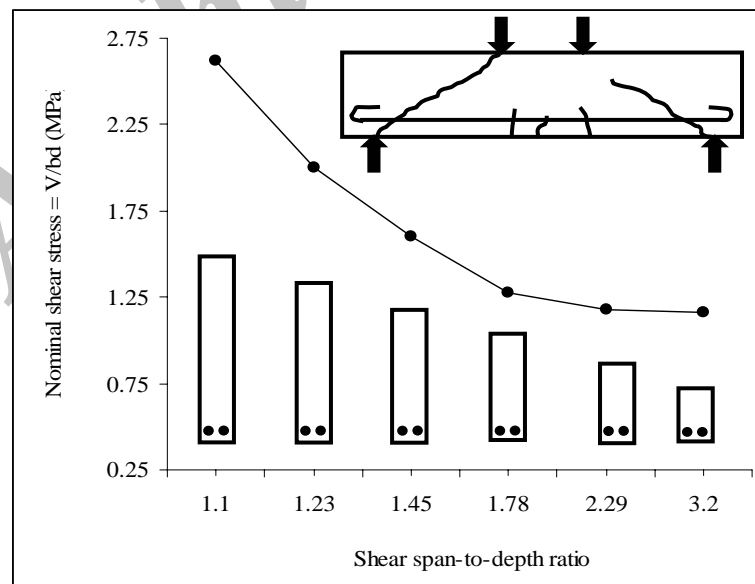 Nominal shear stress = V/bd (MPa)
2.75
2.25
1.75
1.25
0.75
0.25
1.1 1.23 1.45 1.78 2.29 3.2
Shear span-to-depth ratio